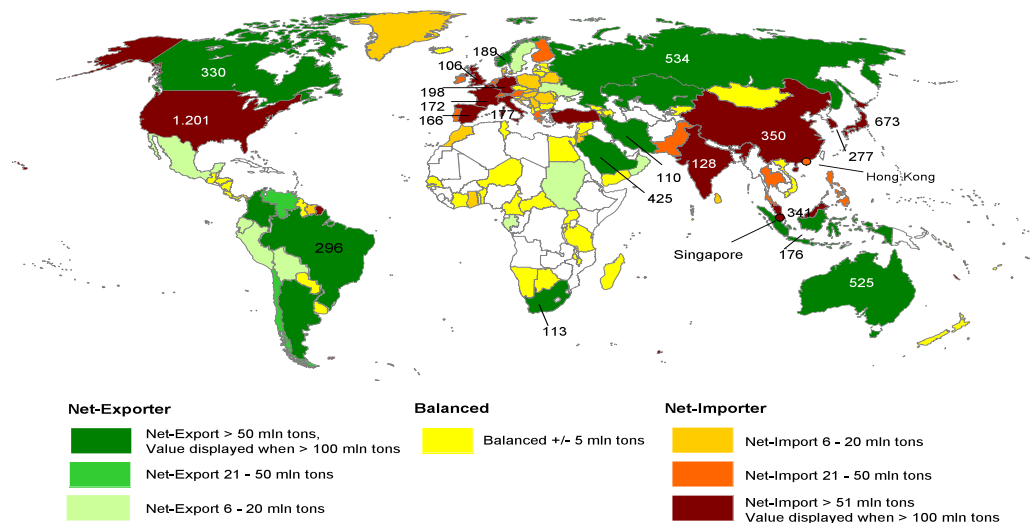 189
534
330
106
198
172
177
166
1.201
350
673
128
277
110
Hong Kong
425
341
296
Singapore
176
525
113
Net-Exporter
Balanced
Net-Importer
Net-Export > 50 mln tons,
Value displayed when > 100 mln tons
Balanced +/- 5 mln tons
Net-Import 6 - 20 mln tons
Net-Export 21 - 50 mln tons
Net-Import 21 - 50 mln tons
Net-Export 6 - 20 mln tons
Net-Import > 51 mln tons
Value displayed when > 100 mln tons